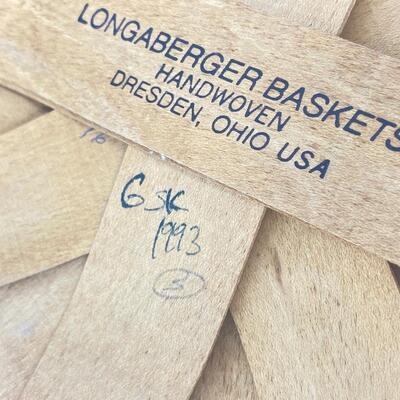 LONGABERGER BASKETS
HANDWOVEN
DRESDEN, OHIO USA
GSK
1993
3